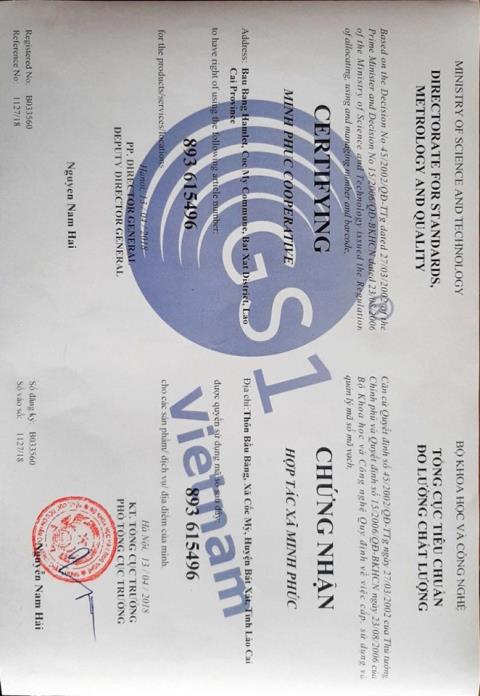 MINISTRY OF SCIENCE AND TECHNOLOGY
DIRECTORATE FOR STANDARDS,
METROLOGY AND QUALITY
Based on the Decision No 45/2002/QĐ-TTg dated 27/03/2002 of the
Prime Minister and Decision No 15/2006/QĐ-BKHCN dated 23/08/2006
of the Ministry of Science and Technology issued the Regulation
of allocating, using and managing number and barcode,
CERTIFYING
MINH PHUC COOPERATIVE
Address: Bau Bang Hamlet, Coc My Commune, Bat Xat District, Lao
Cai Province
to have right of using the following article number:
893 615496
for the products/services/locations
Hanoi, 13 / 04 / 2018
PP. DIRECTOR GENERAL
DEPUTY DIRECTOR GENERAL
Nguyen Nam Hai
Registered No: B033560
Reference No: 1127/18
BỘ KHOA HỌC VÀ CÔNG NGHỆ
TỔNG CỤC TIÊU CHUẨN
ĐO LƯỜNG CHẤT LƯỢNG
Căn cứ Quyết định số 45/2002/QĐ-TTg ngày 27/03/2002 của Thủ tướng
Chính phủ và Quyết định số 15/2006/QĐ-BKHCN ngày 23/08/2006 của
Bộ Khoa học và Công nghệ Quy định về việc cấp, sử dụng và
quản lý mã số mã vạch,
CHỨNG NHẬN
HỢP TÁC XÃ MINH PHÚC
Địa chỉ: Thôn Bầu Bàng, Xã Cốc Mỳ, Huyện Bát Xát, Tỉnh Lào Cai
được quyền sử dụng mã số sau đây:
893 615496
cho các sản phẩm/ dịch vụ/ địa điểm của mình.
Hà Nội, 13 / 04 / 2018
KT. TỔNG CỤC TRƯỞNG
PHÓ TỔNG CỤC TRƯỞNG
Nguyễn Nam Hải
Số đăng ký: B033560
Số vào sổ: 1127/18
GS1
Vietnam